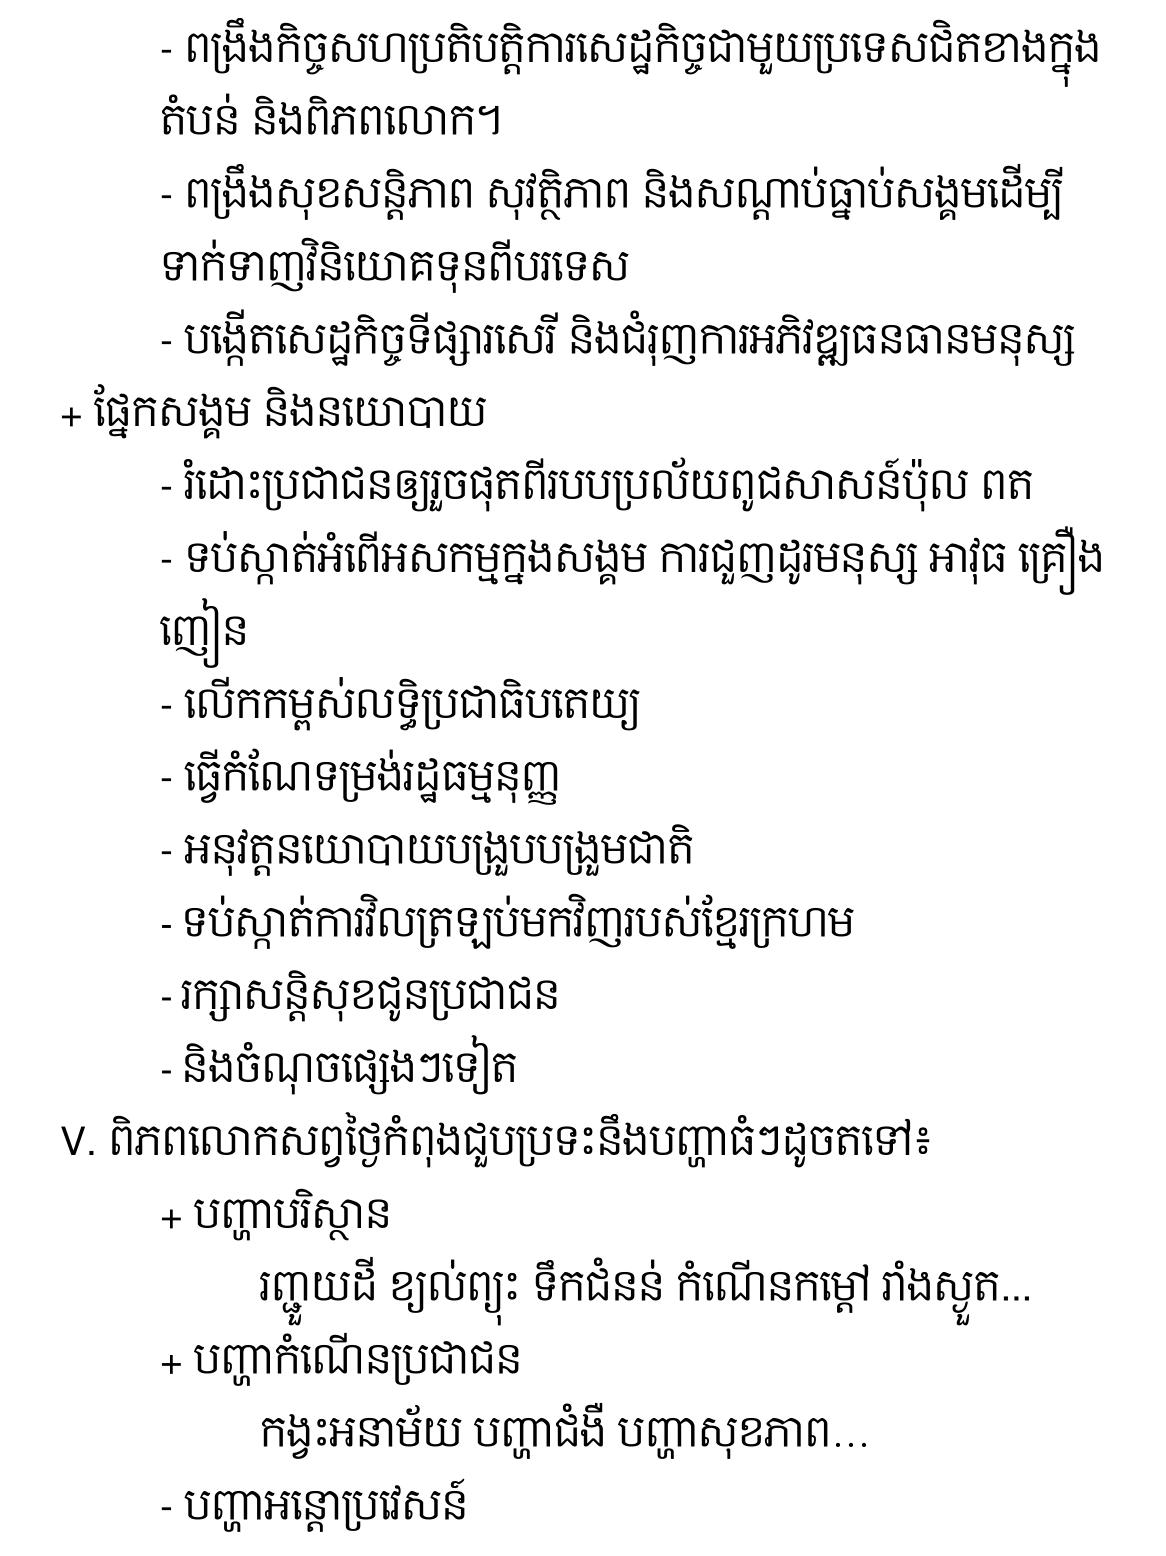 - ពង្រឹងកិច្ចសហប្រតិបត្តិការសេដ្ឋកិច្ចជាមួយប្រទេសជិតខាងក្នុង
តំបន់ និងពិភពលោក។
- ពង្រឹងសុខសន្តិភាព សុវត្ថិភាព និងសណ្តាប់ធ្នាប់សង្គមដើម្បី
ទាក់ទាញវិនិយោគទុនពីបរទេស
- បង្កើតសេដ្ឋកិច្ចទីផ្សារសេរី និងជំរុញការអភិវឌ្ឍធនធានមនុស្ស
+ ផ្នែកសង្គម និងនយោបាយ
- រំដោះប្រជាជនឲ្យរួចផុតពីរបបប្រល័យពូជសាសន៍ប៉ុល ពត
- ទប់ស្កាត់អំពើអសកម្មក្នងសង្គម ការជួញដូរមនុស្ស អាវុធ គ្រឿង
ញៀន
- លើកកម្ពស់លទ្ធិប្រជាធិបតេយ្យ
- ធ្វើកំណែទម្រង់រដ្ឋធម្មនុញ្ញ
- អនុវត្តនយោបាយបង្រួបបង្រួមជាតិ
- ទប់ស្កាត់ការវិលត្រឡប់មកវិញរបស់ខ្មែរក្រហម
- រក្សាសន្តិសុខជូនប្រជាជន
- និងចំណុចផ្សេងៗទៀត
V. ពិភពលោកសព្វថ្ងៃកំពុងជួបប្រទះនឹងបញ្ហាធំៗដូចតទៅ៖
+ បញ្ហាបរិស្ថាន
រញ្ជួយដី ខ្យល់ព្យុះ ទឹកជំនន់ កំណើនកម្តៅ រាំងស្ងួត...
+ បញ្ហាកំណើនប្រជាជន
កង្វះអនាម័យ បញ្ហាជំងឺ បញ្ហាសុខភាព...
- បញ្ហាអន្តោប្រវេសន៍